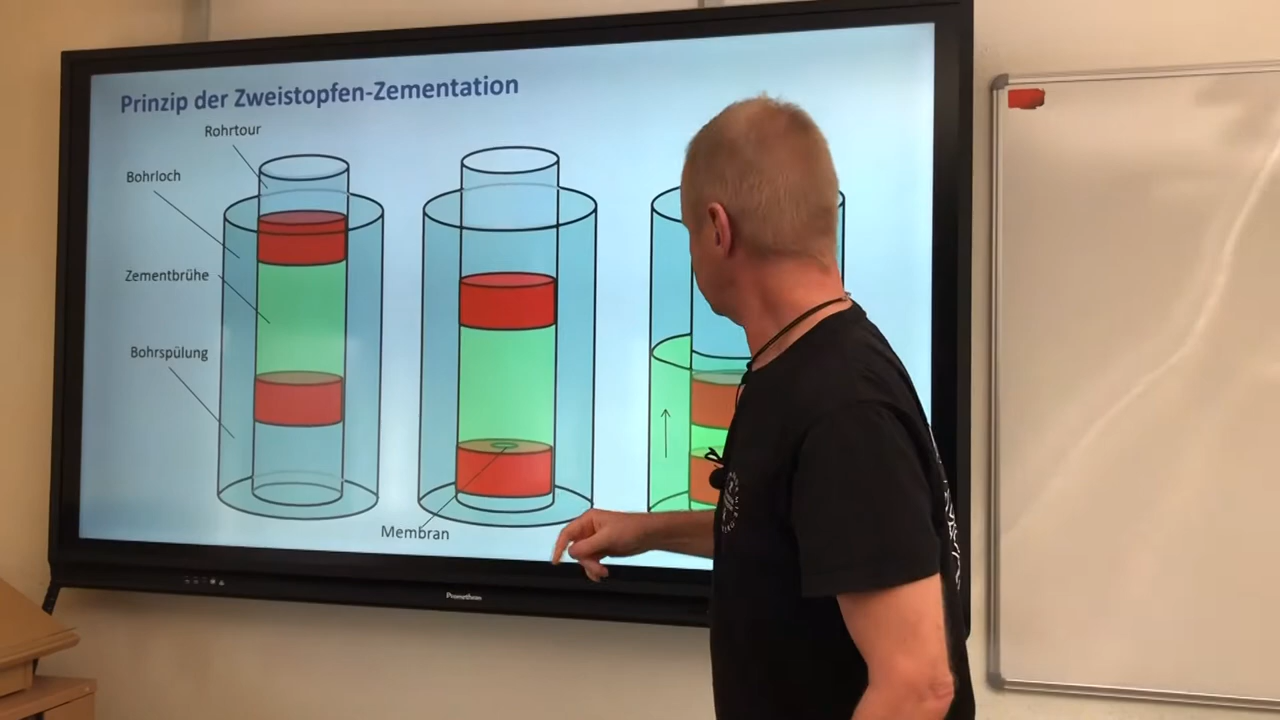 Prinzip der Zweistopfen-Zementation
Rohrtour
Bohrloch
Zementbrühe
Bohrspülung
Membran
Promethean